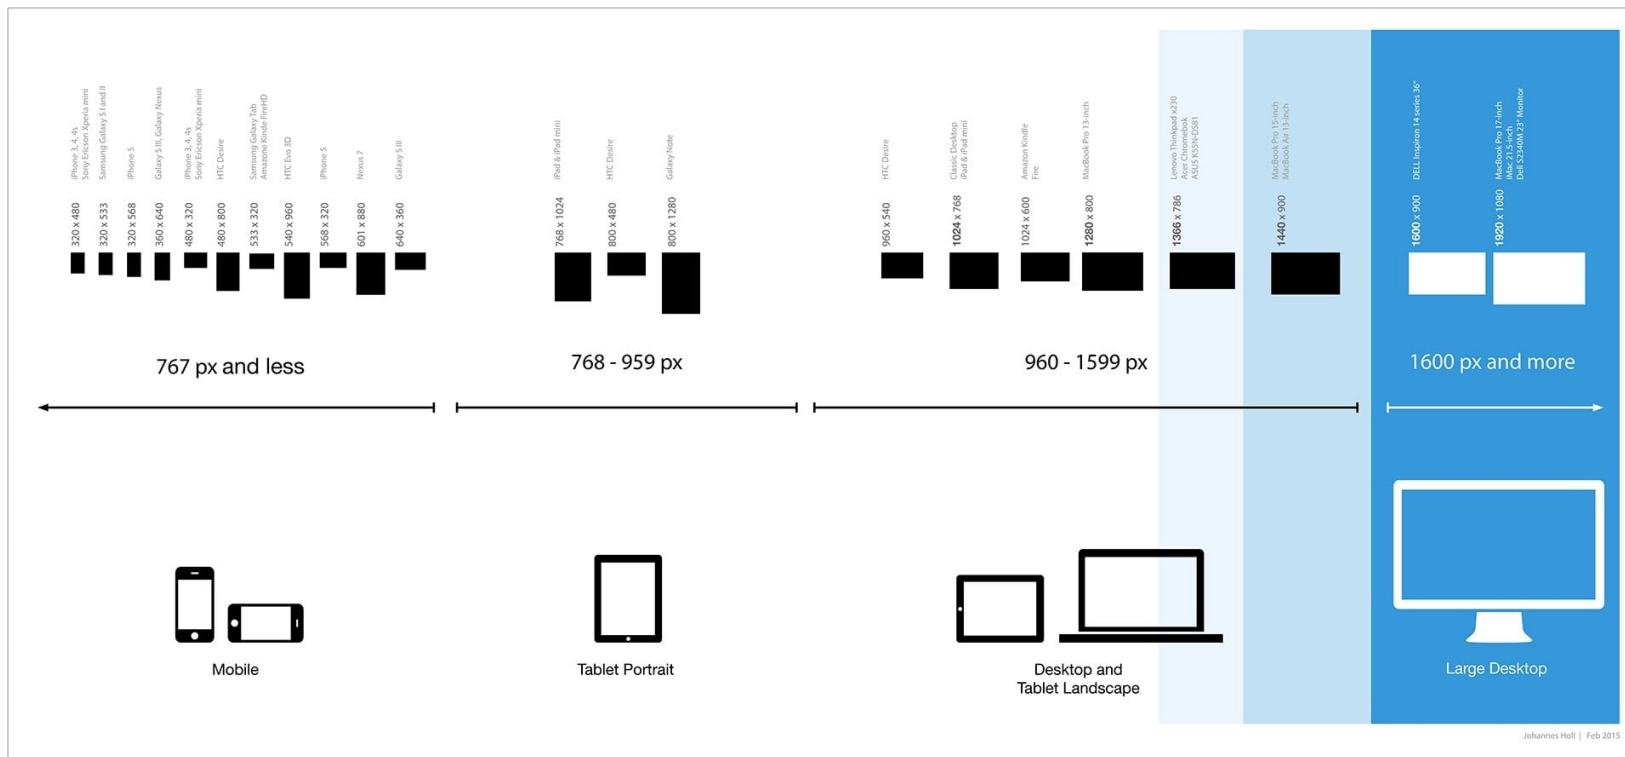 iPhone 3, 4, 4s
Sony Ericson Xperia mini
320 x 480
Samsung Galaxy S I and II
320 x 533
iPhone 5
320 x 568
Galaxy S III, Galaxy Nexus
360 x 640
iPhone 3, 4, 4s
Sony Ericson Xperia mini
480 x 320
HTC Desire
480 x 800
Samsung Galaxy Tab
Amazone Kinde FireHD
533 x 320
HTC Evo 3D
540 x 960
iPhone 5
568 x 320
Nexus 7
601 x 880
Galaxy S III
640 x 360
iPad & iPad mini
768 x 1024
HTC Desire
800 x 480
Galaxy Note
800 x 1280
HTC Desire
960 x 540
Classic Desktop
iPad & iPad mini
1024 x 768
Amazon Kindle
Fire
1024 x 600
MacBook Pro 13-inch
1280 x 800
Lenovo Thinkpad x230
Acer Chromebok
ASUS K55N-DS81
1366 x 786
MacBook Pro 15-inch
MacBook Air 13-inch
1440 x 900
DELL Inspiron 14 series 36"
1600 x 900
MacBook Pro 17-inch
iMac 21.5-inch
Dell S2340M 23" Monitor
1920 x 1080
767 px and less
768 - 959 px
960 - 1599 px
1600 px and more
Mobile
Tablet Portrait
Desktop and
Tablet Landscape
Large Desktop
Johannes Holl | Feb 2015